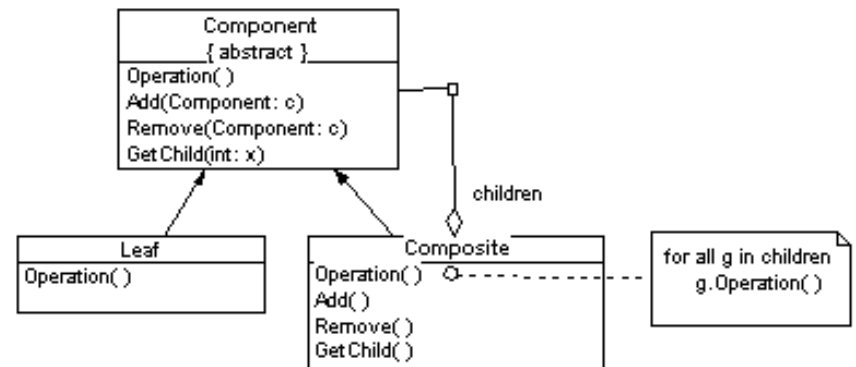 Component
{ abstract }
Operation( )
Add(Component: c)
Remove(Component: c)
GetChild(int: x)
children
Leaf
Operation( )
Composite
Operation( )
Add( )
Remove( )
GetChild( )
for all g in children
g.Operation( )